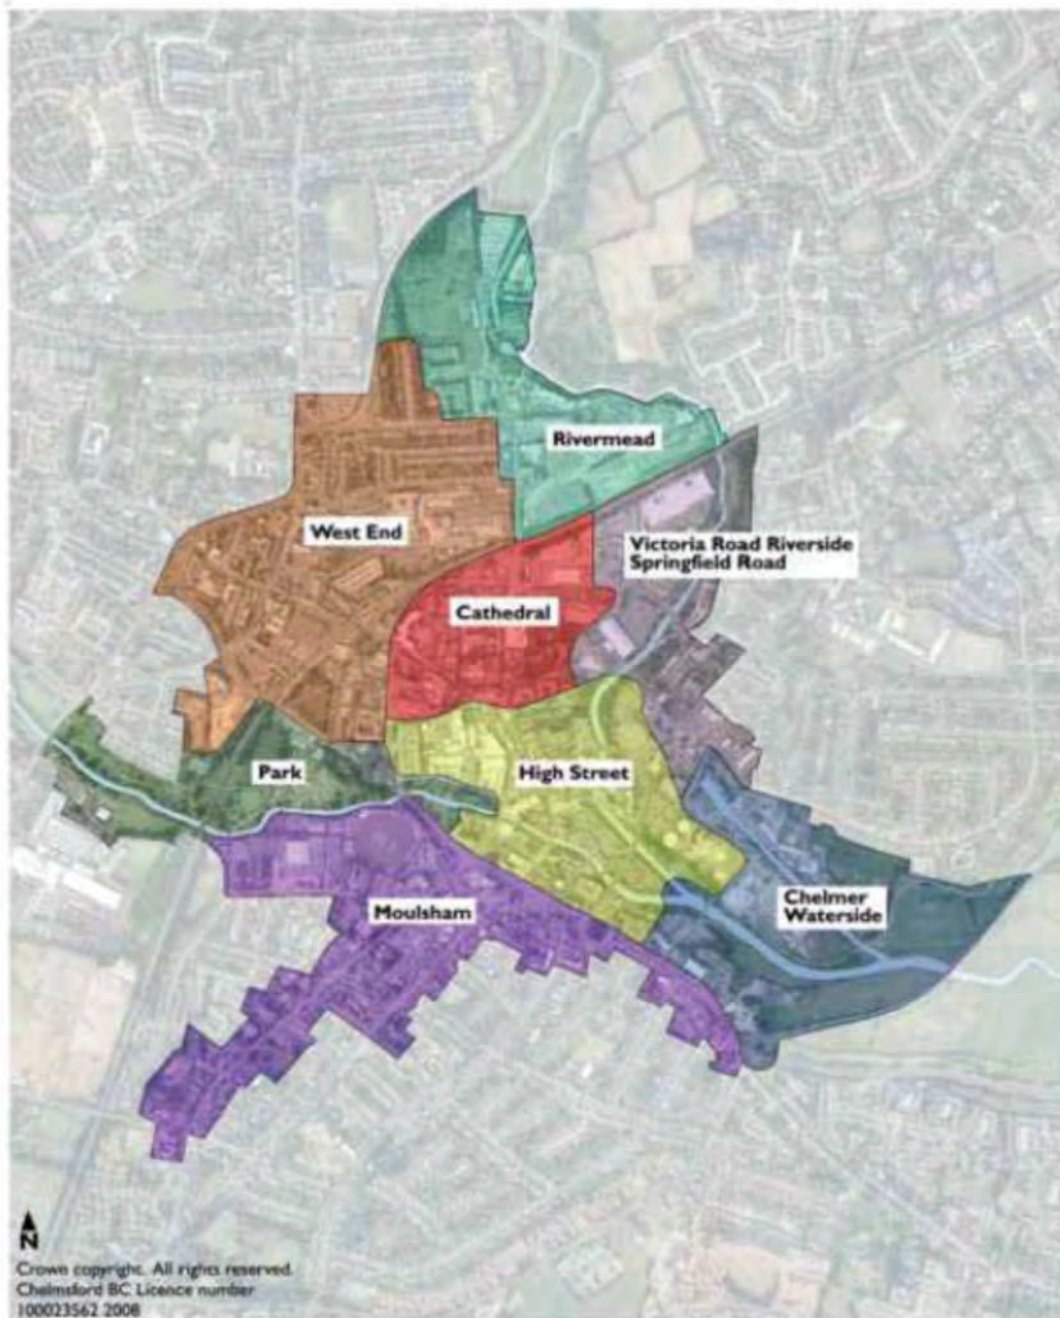 Rivermead
West End
Victoria Road Riverside
Springfield Road
Cathedral
Park
High Street
Chelmer
Waterside
Moulsham
N
Crown copyright. All rights reserved.
Chelmsford BC Licence number
100023562 2008